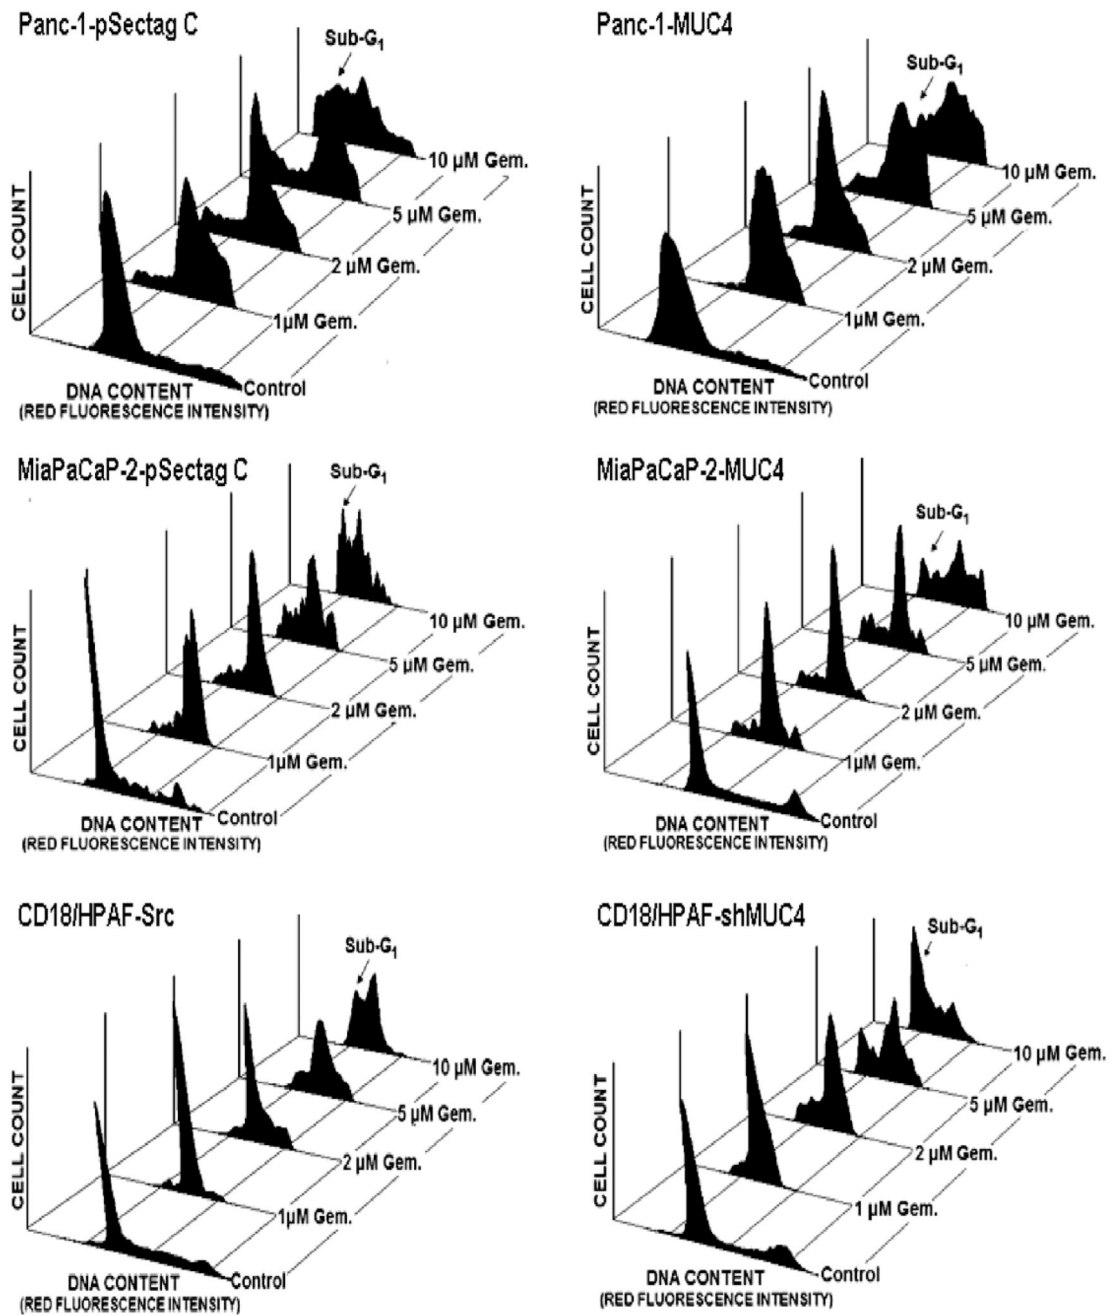 Panc-1-pSectag C
Sub-G1
10 µM Gem.
5 µM Gem.
2 µM Gem.
1µM Gem.
Control
CELL COUNT
DNA CONTENT
(RED FLUORESCENCE INTENSITY)
Panc-1-MUC4
Sub-G1
10 µM Gem.
5 µM Gem.
2 µM Gem.
1µM Gem.
Control
CELL COUNT
DNA CONTENT
(RED FLUORESCENCE INTENSITY)
MiaPaCaP-2-pSectag C
Sub-G1
10 µM Gem.
5 µM Gem.
2 µM Gem.
1µM Gem.
Control
CELL COUNT
DNA CONTENT
(RED FLUORESCENCE INTENSITY)
MiaPaCaP-2-MUC4
Sub-G1
10 µM Gem.
5 µM Gem.
2 µM Gem.
1µM Gem.
Control
CELL COUNT
DNA CONTENT
(RED FLUORESCENCE INTENSITY)
CD18/HPAF-Src
Sub-G1
10 µM Gem.
5 µM Gem.
2 µM Gem.
1µM Gem.
Control
CELL COUNT
DNA CONTENT
(RED FLUORESCENCE INTENSITY)
CD18/HPAF-shMUC4
Sub-G1
10 µM Gem.
5 µM Gem.
2 µM Gem.
1 µM Gem.
Control
CELL COUNT
DNA CONTENT
(RED FLUORESCENCE INTENSITY)